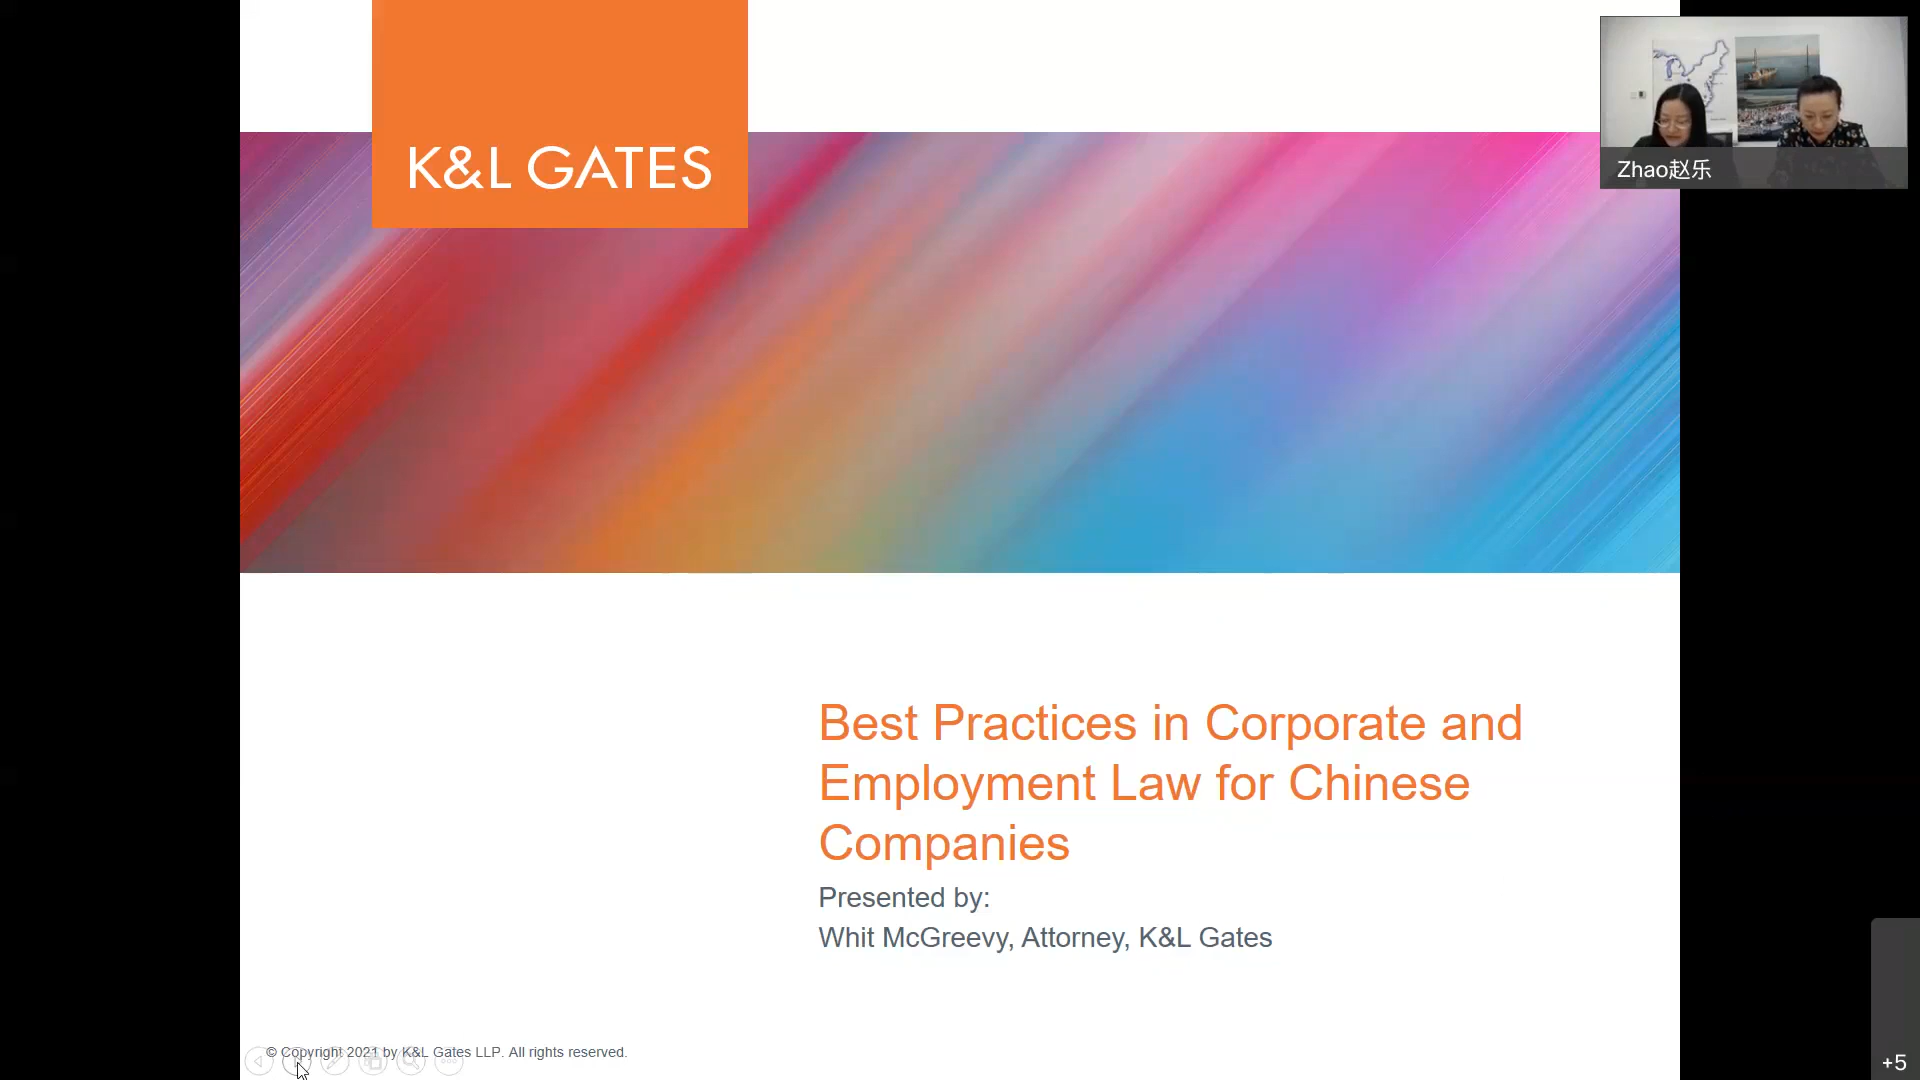 K&L GATES
Zhao赵乐
Best Practices in Corporate and
Employment Law for Chinese
Companies
Presented by:
Whit McGreevy, Attorney, K&L Gates
© Copyright 2021 by K&L Gates LLP. All rights reserved.
+5